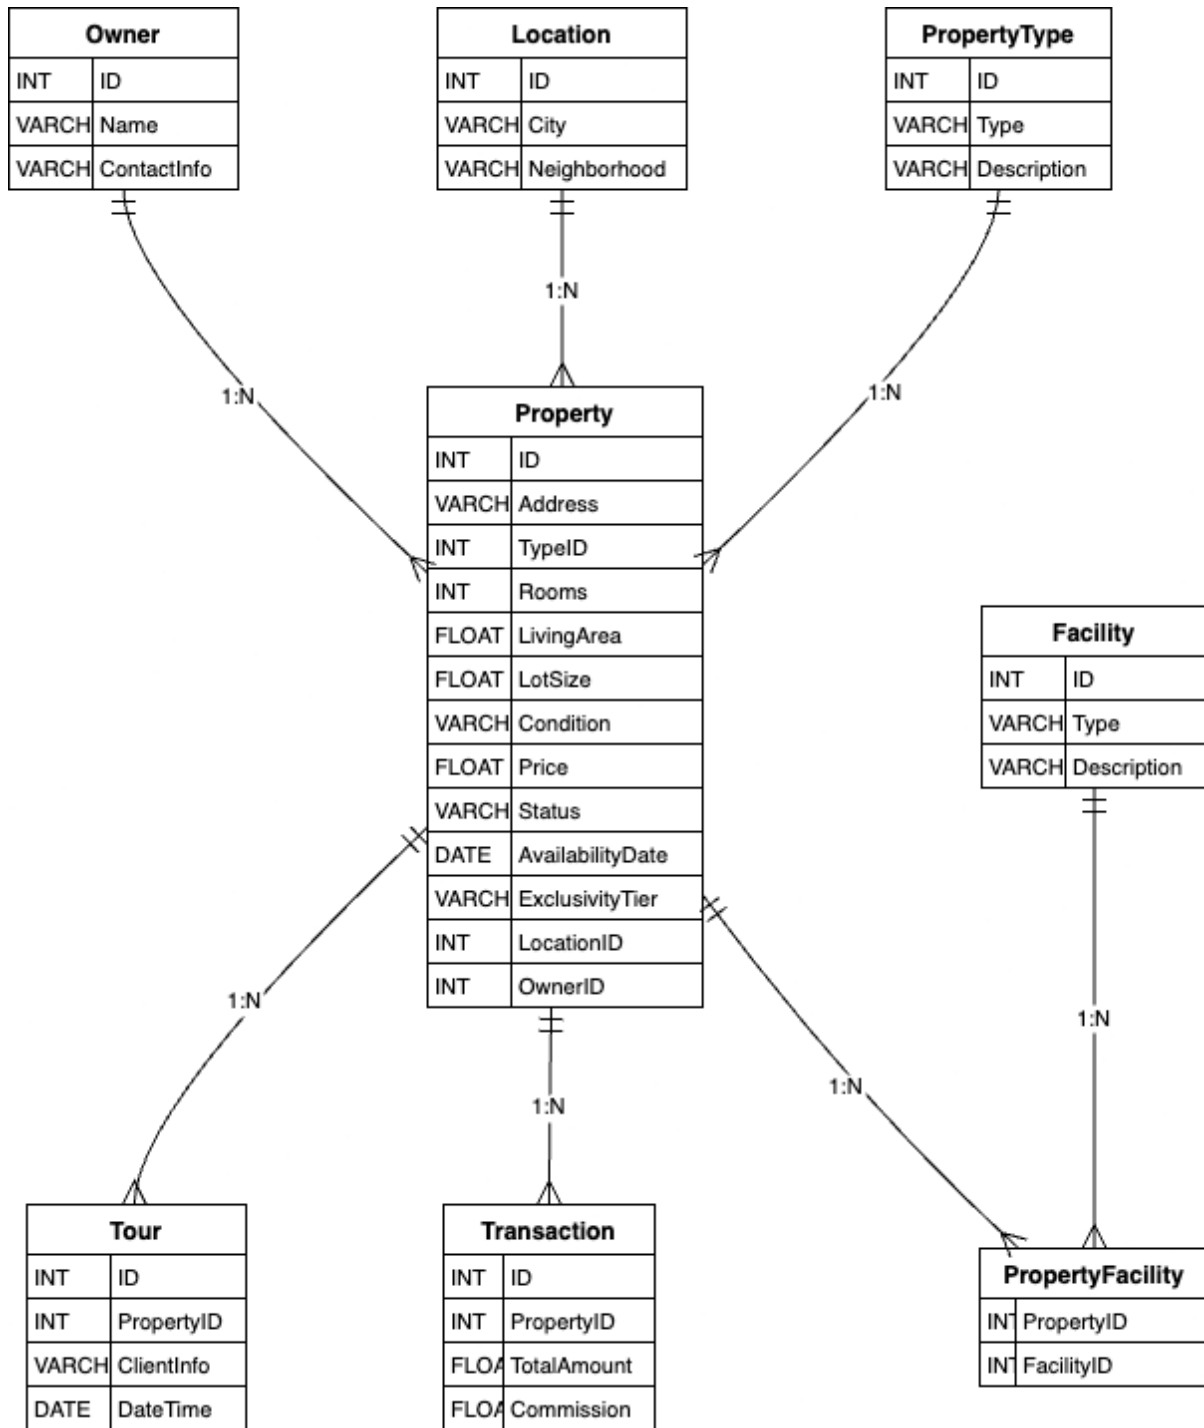 Owner
INT ID
VARCH Name
VARCH ContactInfo
Location
INT ID
VARCH City
VARCH Neighborhood
PropertyType
INT ID
VARCH Type
VARCH Description
1:N
1:N
1:N
Property
INT ID
VARCH Address
INT TypeID
INT Rooms
FLOAT LivingArea
FLOAT LotSize
VARCH Condition
FLOAT Price
VARCH Status
DATE AvailabilityDate
VARCH ExclusivityTier
INT LocationID
INT OwnerID
Facility
INT ID
VARCH Type
VARCH Description
1:N
1:N
1:N
1:N
Tour
INT ID
INT PropertyID
VARCH ClientInfo
DATE DateTime
Transaction
INT ID
INT PropertyID
FLOA TotalAmount
FLOA Commission
PropertyFacility
INT PropertyID
INT FacilityID